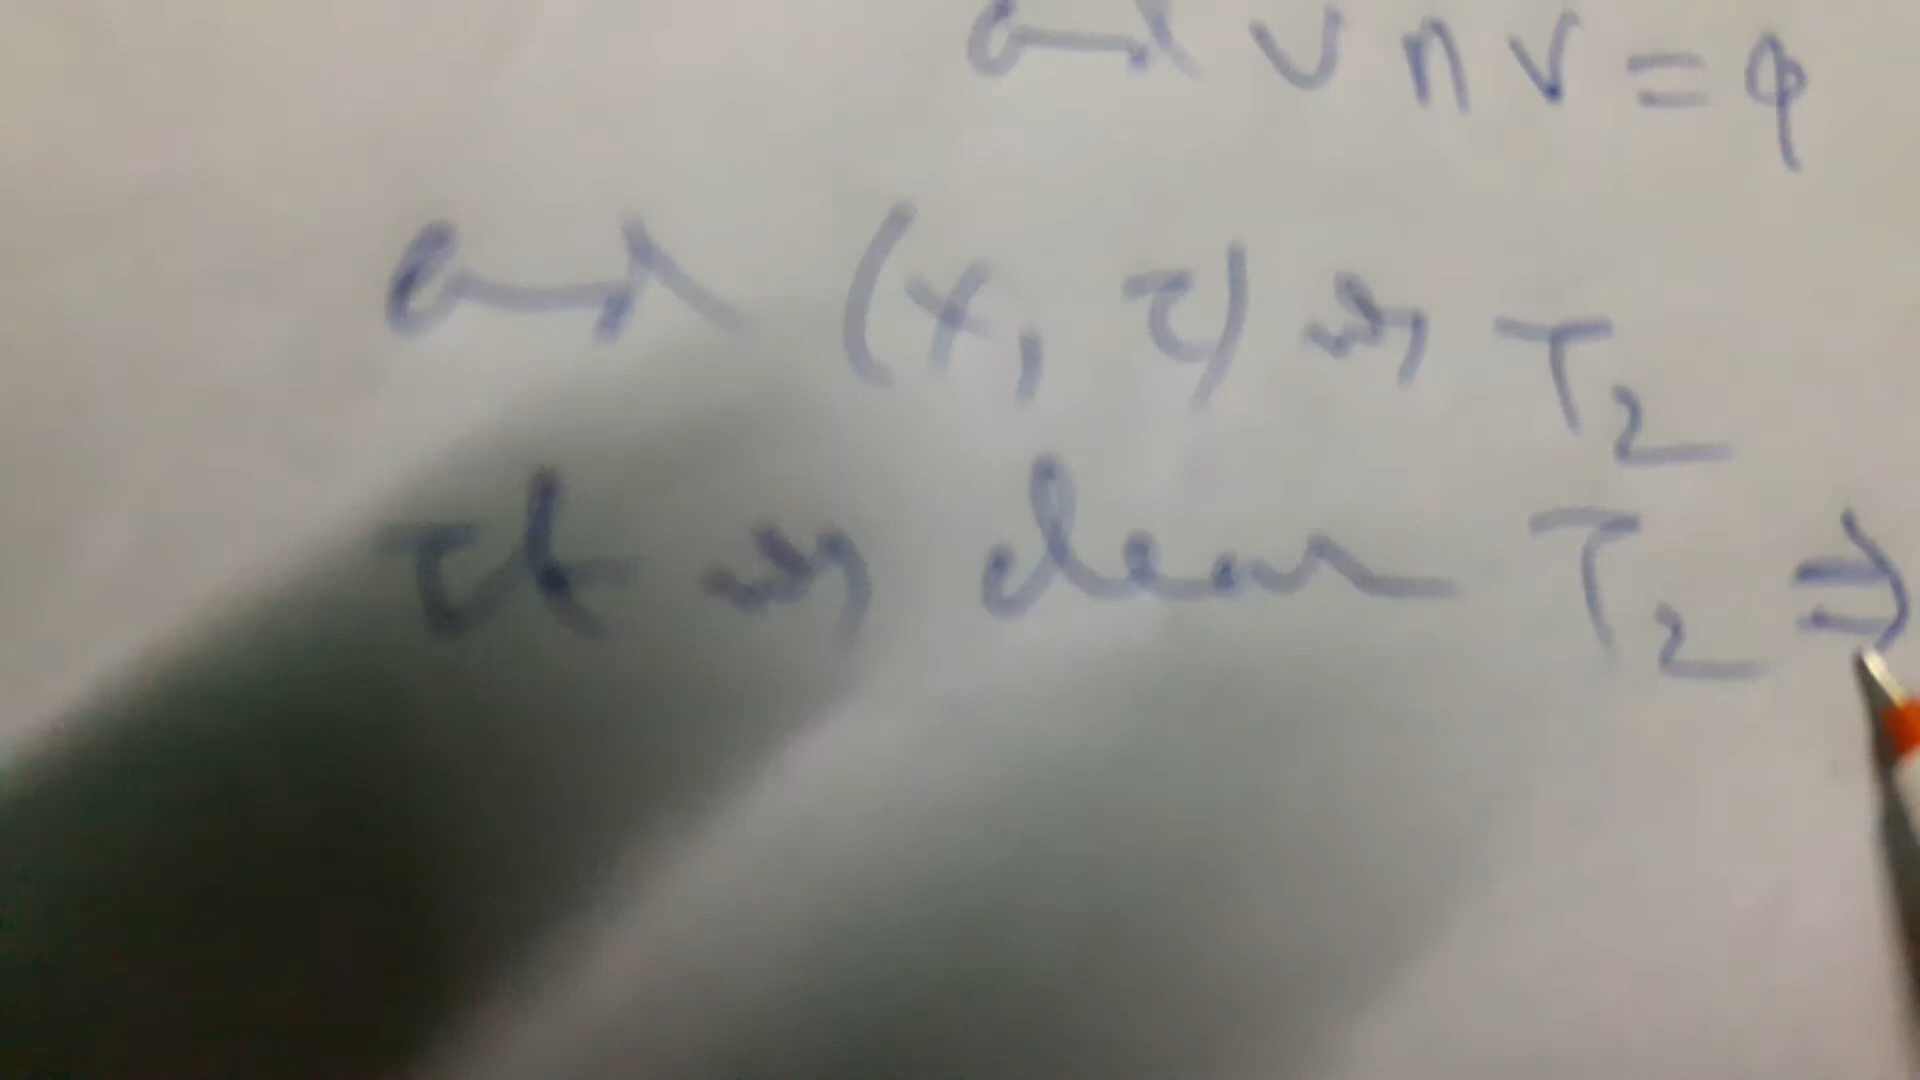 and U ∩ V = φ
and (X, τ) is T₂
It is clear T₂ ⇒